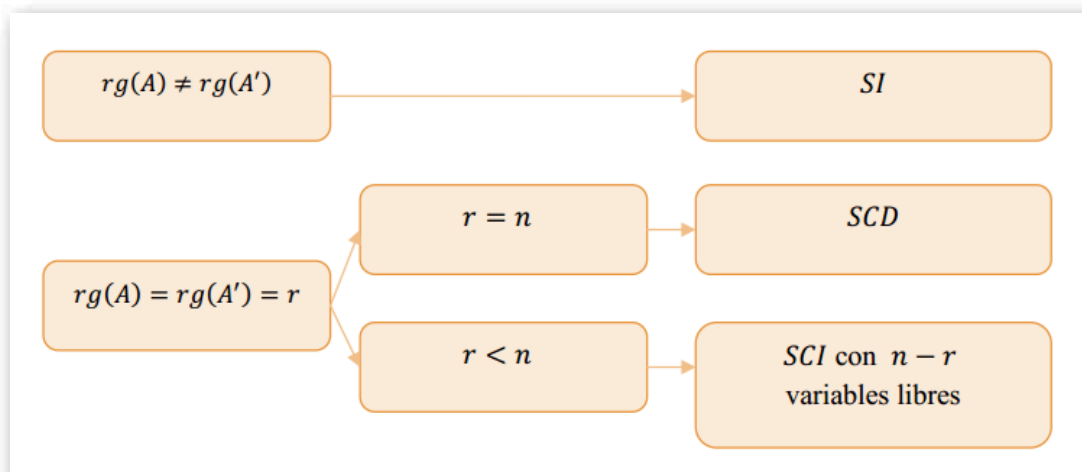 rg(A) ≠ rg(A')
SI
r = n
SCD
rg(A) = rg(A') = r
r < n
SCI con n − r
variables libres